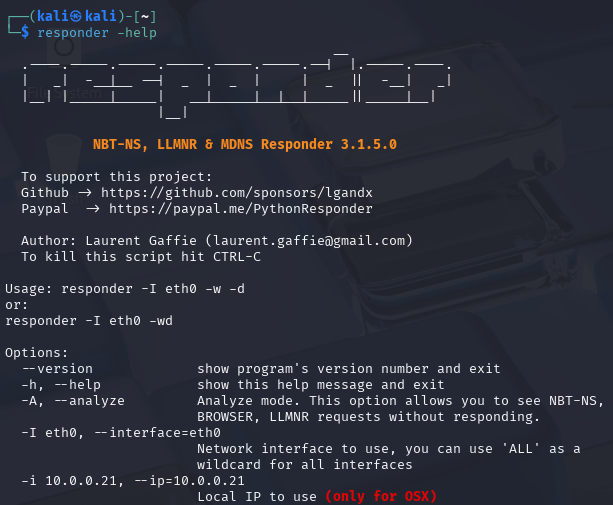 (kali㉿kali)-[~]
$ responder -help
NBT-NS, LLMNR & MDNS Responder 3.1.5.0
To support this project:
Github -> https://github.com/sponsors/lgandx
Paypal -> https://paypal.me/PythonResponder
Author: Laurent Gaffie (laurent.gaffie@gmail.com)
To kill this script hit CTRL-C
Usage: responder -I eth0 -w -d
or:
responder -I eth0 -wd
Options:
--version show program's version number and exit
-h, --help show this help message and exit
-A, --analyze Analyze mode. This option allows you to see NBT-NS,
BROWSER, LLMNR requests without responding.
-I eth0, --interface=eth0
Network interface to use, you can use 'ALL' as a
wildcard for all interfaces
-i 10.0.0.21, --ip=10.0.0.21
Local IP to use (only for OSX)